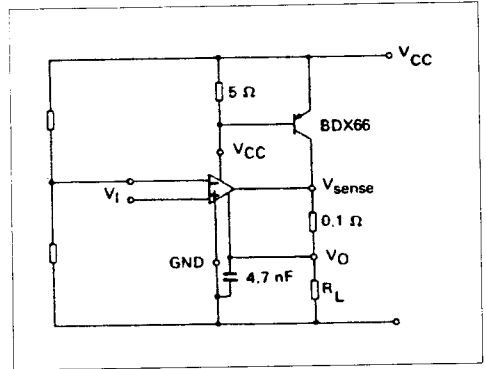 VCC
5 Ω
BDX66
VCC
VI
Vsense
0.1 Ω
GND
4.7 nF
VO
RL